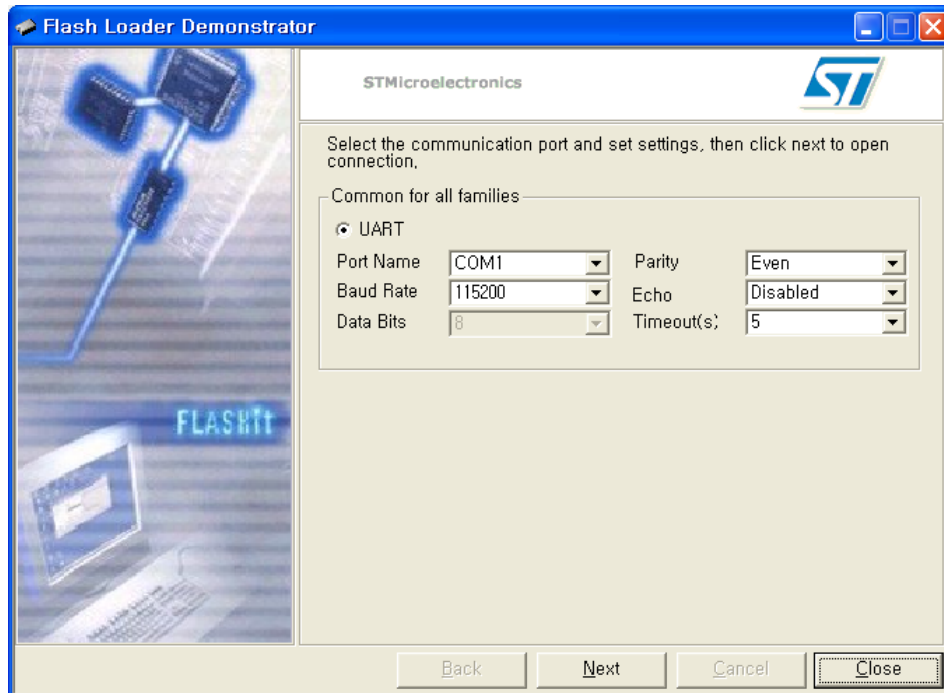 Flash Loader Demonstrator
STMicroelectronics
ST
Select the communication port and set settings, then click next to open
connection,
Common for all families
UART
Port Name COM1 Parity Even
Baud Rate 115200 Echo Disabled
Data Bits 8 Timeout(s) 5
FLASHIt
Back Next Cancel Close